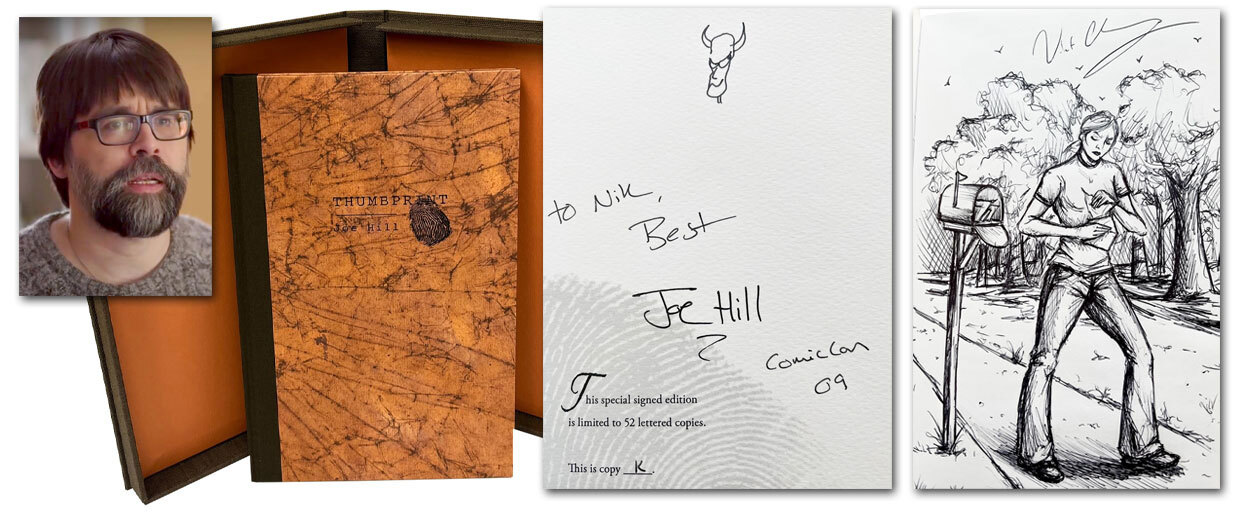 THUMBPRINT
Joe Hill
to Nik,
Best
Joe Hill
ComicCon
09
This special signed edition
is limited to 52 lettered copies.
This is copy K.